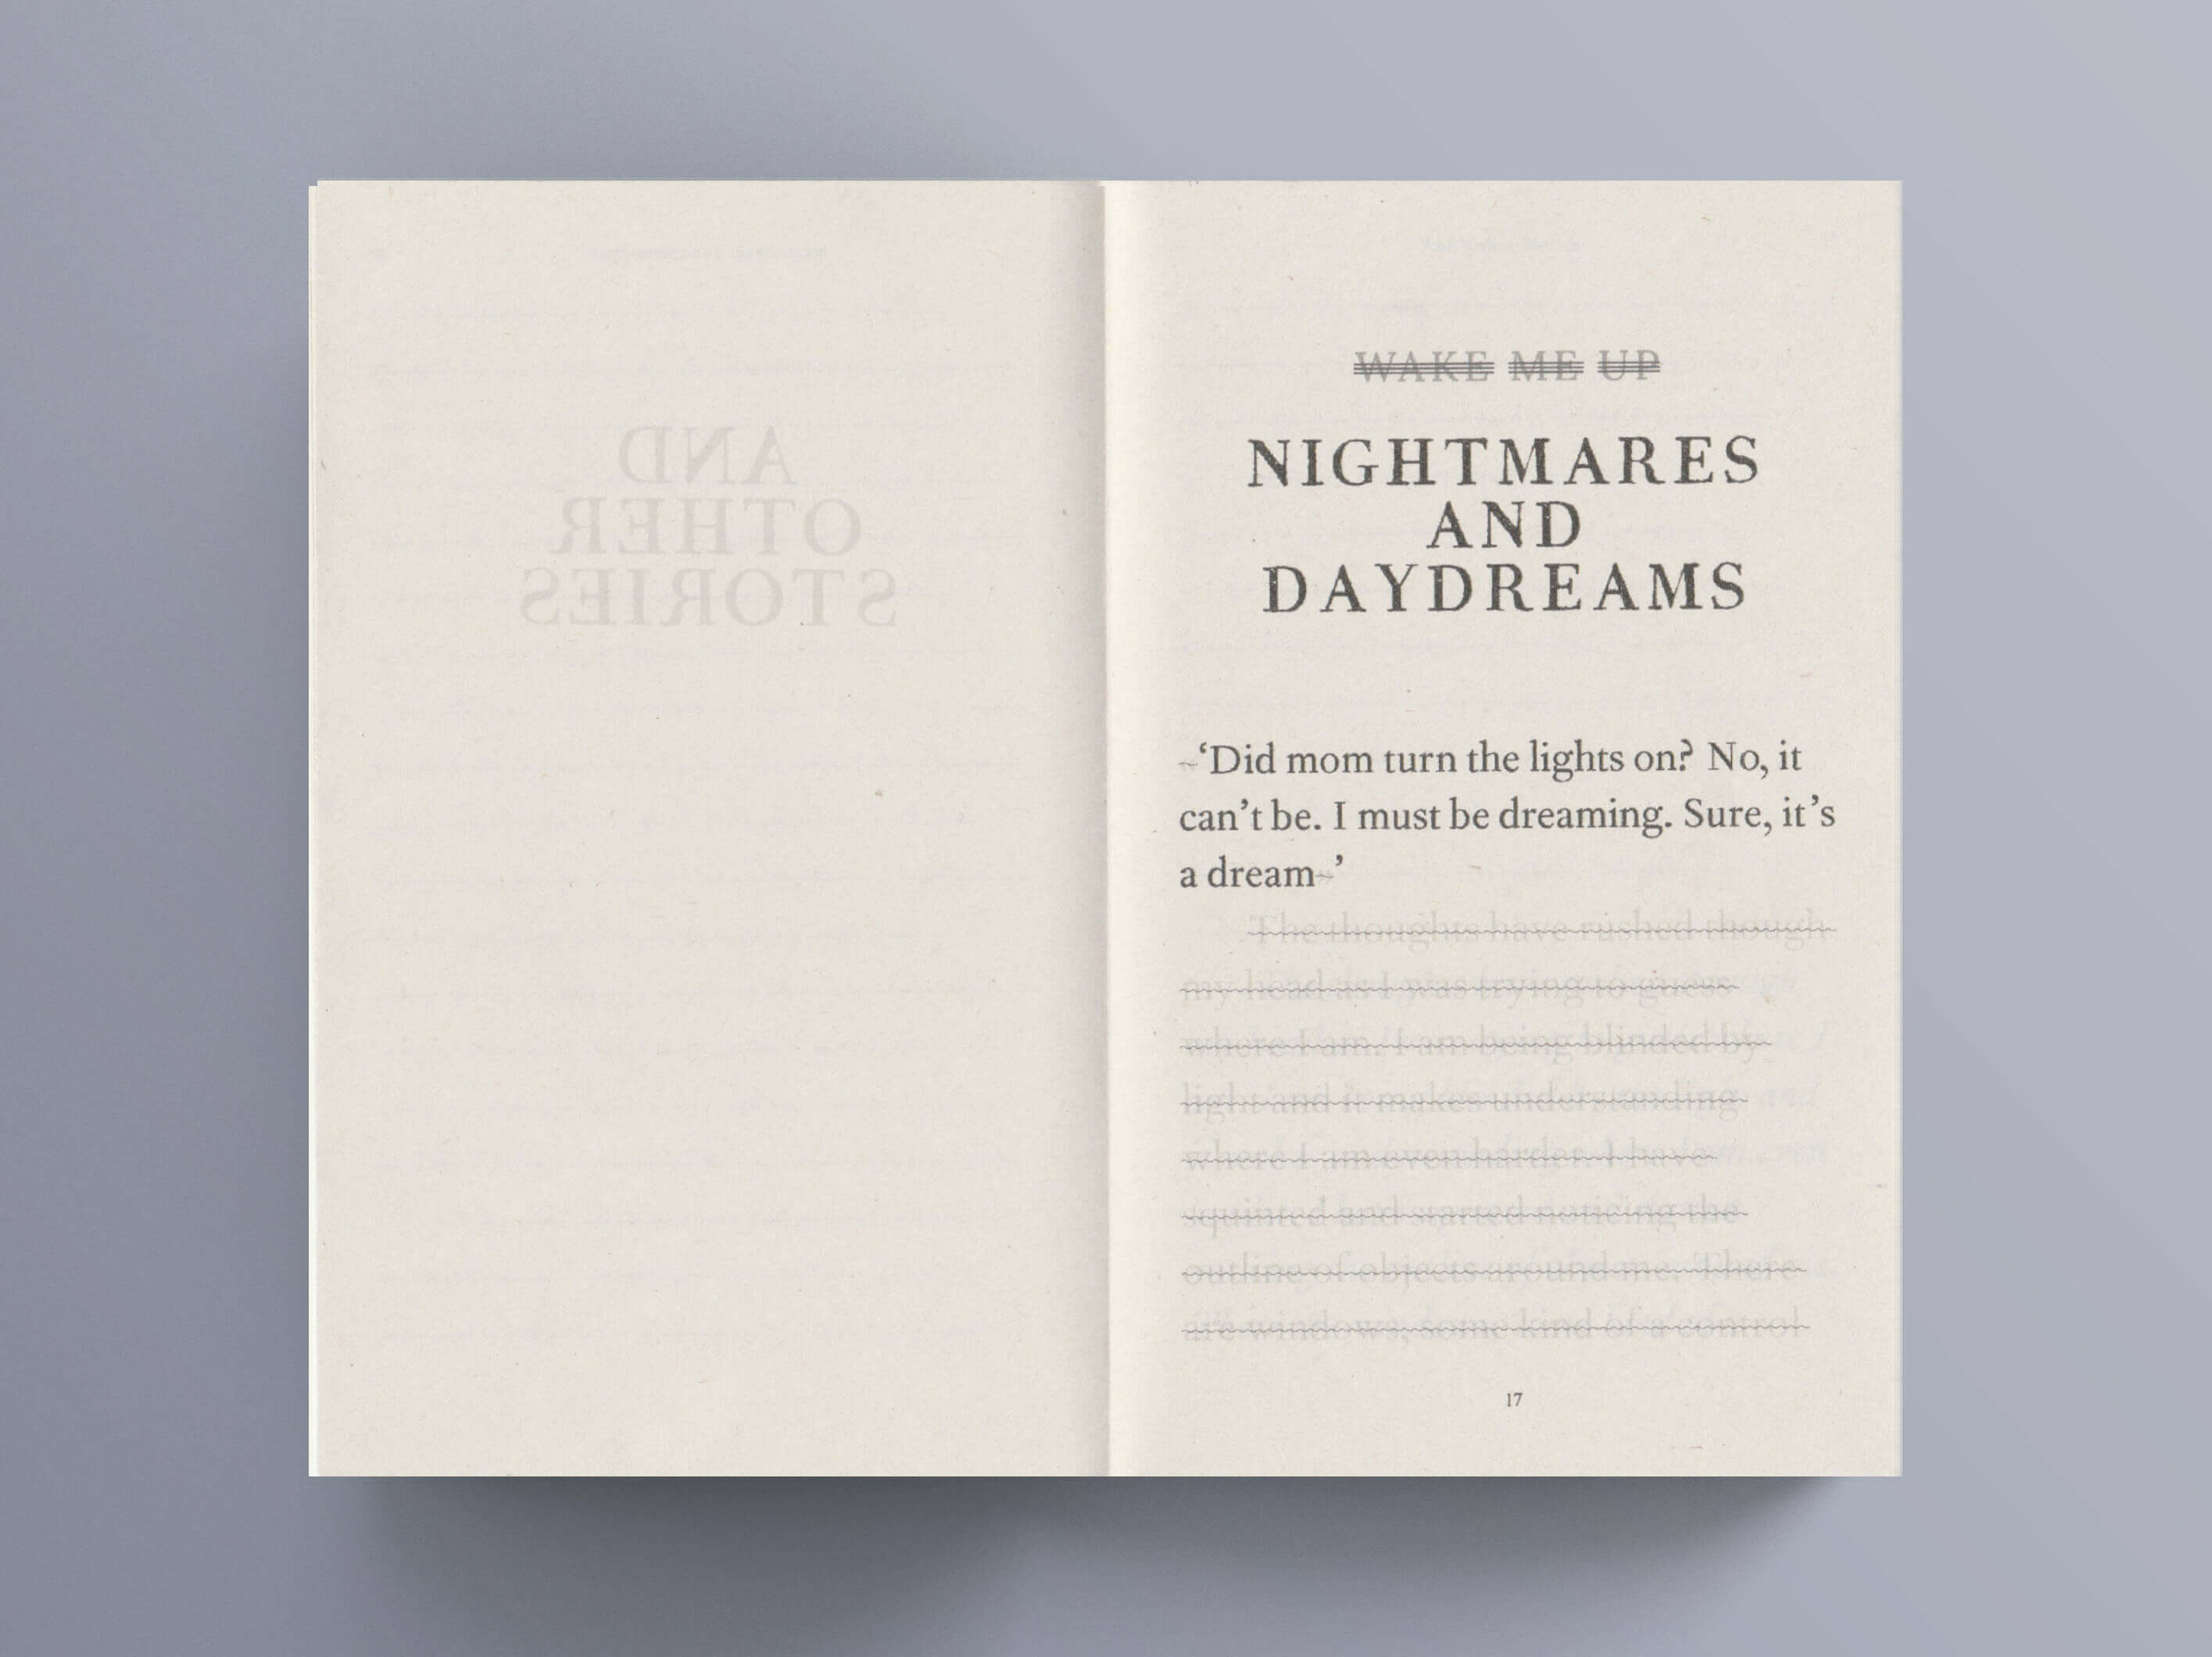 AND
OTHER
STORIES
WAKE ME UP
NIGHTMARES
AND
DAYDREAMS
~‘Did mom turn the lights on? No, it
can’t be. I must be dreaming. Sure, it’s
a dream~’
The thoughts have rushed though
my head as I was trying to guess
where I am. I am being blinded by
light and it makes understanding
where I am even harder. I have
squinted and started noticing the
outline of objects around me. There
are windows, some kind of a control
17